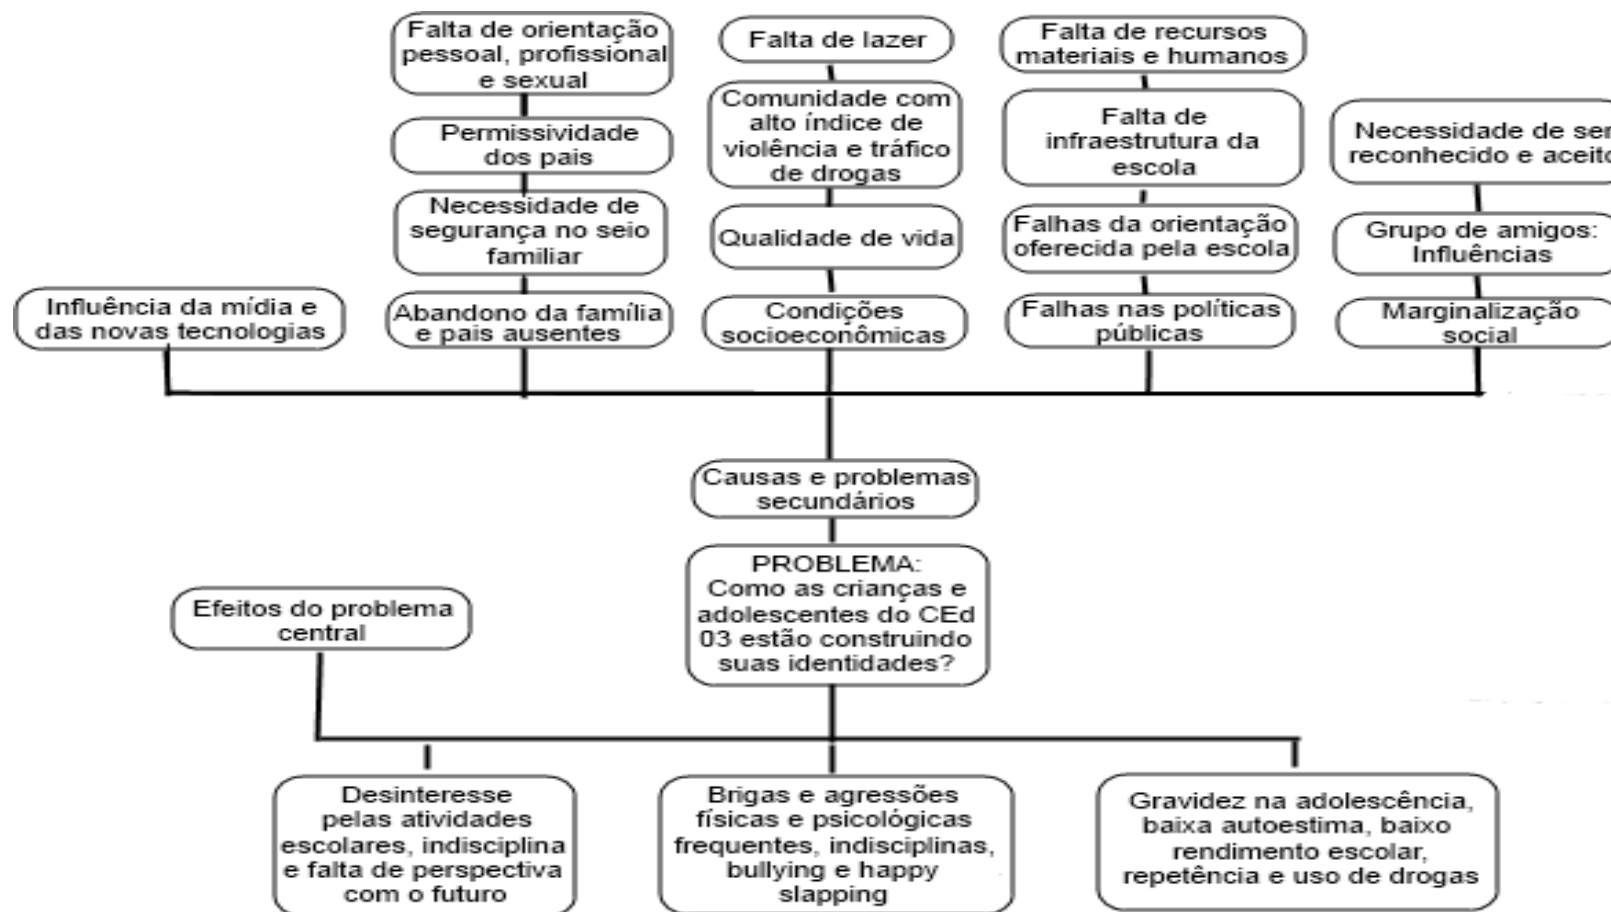 Falta de orientação
pessoal, profissional
e sexual
Falta de lazer
Falta de recursos
materiais e humanos
Permissividade
dos pais
Comunidade com
alto índice de
violência e tráfico
de drogas
Falta de
infraestrutura da
escola
Necessidade de ser
reconhecido e aceito
Necessidade de
segurança no seio
familiar
Qualidade de vida
Falhas da orientação
oferecida pela escola
Grupo de amigos:
Influências
Influência da mídia e
das novas tecnologias
Abandono da família
e pais ausentes
Condições
socioeconômicas
Falhas nas políticas
públicas
Marginalização
social
Causas e problemas
secundários
PROBLEMA:
Como as crianças e
adolescentes do CEd
03 estão construindo
suas identidades?
Efeitos do problema
central
Desinteresse
pelas atividades
escolares, indisciplina
e falta de perspectiva
com o futuro
Brigas e agressões
físicas e psicológicas
frequentes, indisciplinas,
bullying e happy
slapping
Gravidez na adolescência,
baixa autoestima, baixo
rendimento escolar,
repetência e uso de drogas